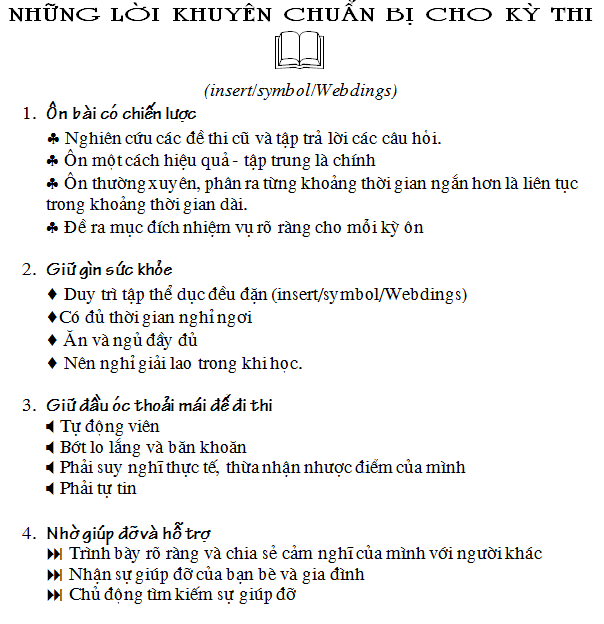 NHỮNG LỜI KHUYÊN CHUẨN BỊ CHO KỲ THI
(insert/symbol/Webdings)
1. Ôn bài có chiến lược
♣ Nghiên cứu các đề thi cũ và tập trả lời các câu hỏi.
♣ Ôn một cách hiệu quả - tập trung là chính
♣ Ôn thường xuyên, phân ra từng khoảng thời gian ngắn hơn là liên tục
trong khoảng thời gian dài.
♣ Đề ra mục đích nhiệm vụ rõ ràng cho mỗi kỳ ôn
2. Giữ gìn sức khỏe
♦ Duy trì tập thể dục đều đặn (insert/symbol/Webdings)
♦Có đủ thời gian nghỉ ngơi
♦ Ăn và ngủ đầy đủ
♦ Nên nghỉ giải lao trong khi học.
3. Giữ đầu óc thoải mái để đi thi
◀ Tự động viên
◀ Bớt lo lắng và băn khoăn
◀ Phải suy nghĩ thực tế, thừa nhận nhược điểm của mình
◀ Phải tự tin
4. Nhờ giúp đỡ và hỗ trợ
⏭ Trình bày rõ ràng và chia sẻ cảm nghĩ của mình với người khác
⏭ Nhận sự giúp đỡ của bạn bè và gia đình
⏭ Chủ động tìm kiếm sự giúp đỡ